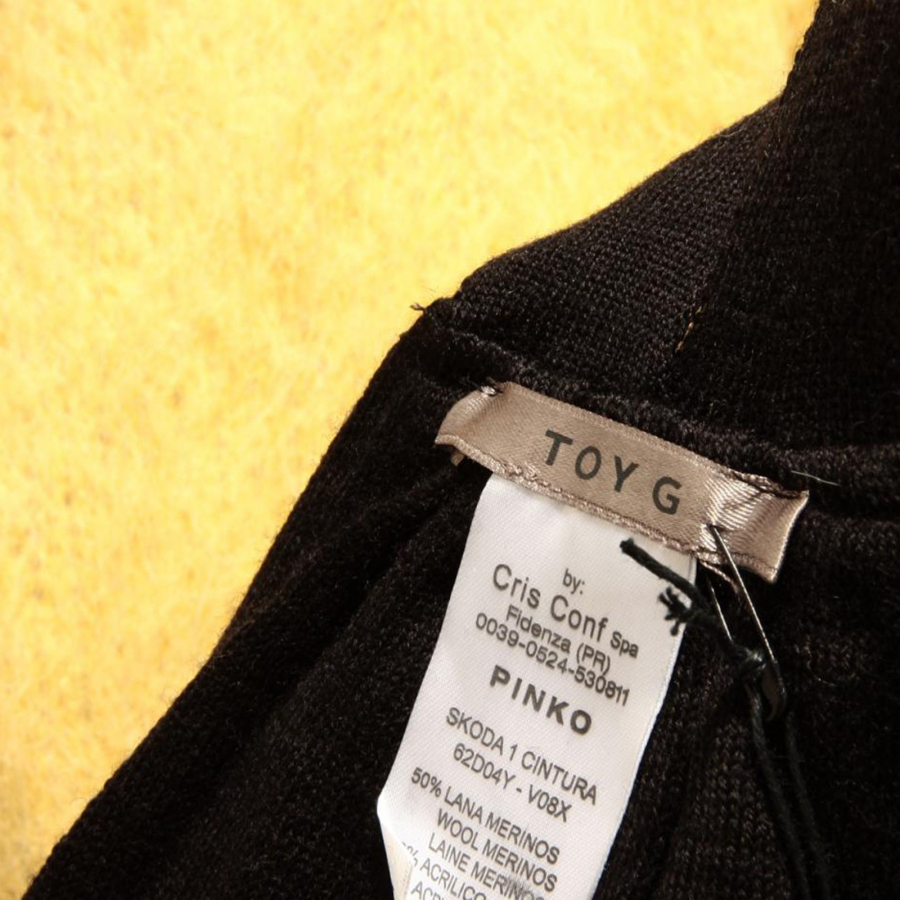 TOY G
by:
Cris Conf Spa
Fidenza (PR)
0039-0524-530811
PINKO
SKODA 1 CINTURA
62D04Y - V08X
50% LANA MERINOS
WOOL MERINOS
LAINE MERINOS
% ACRILICO